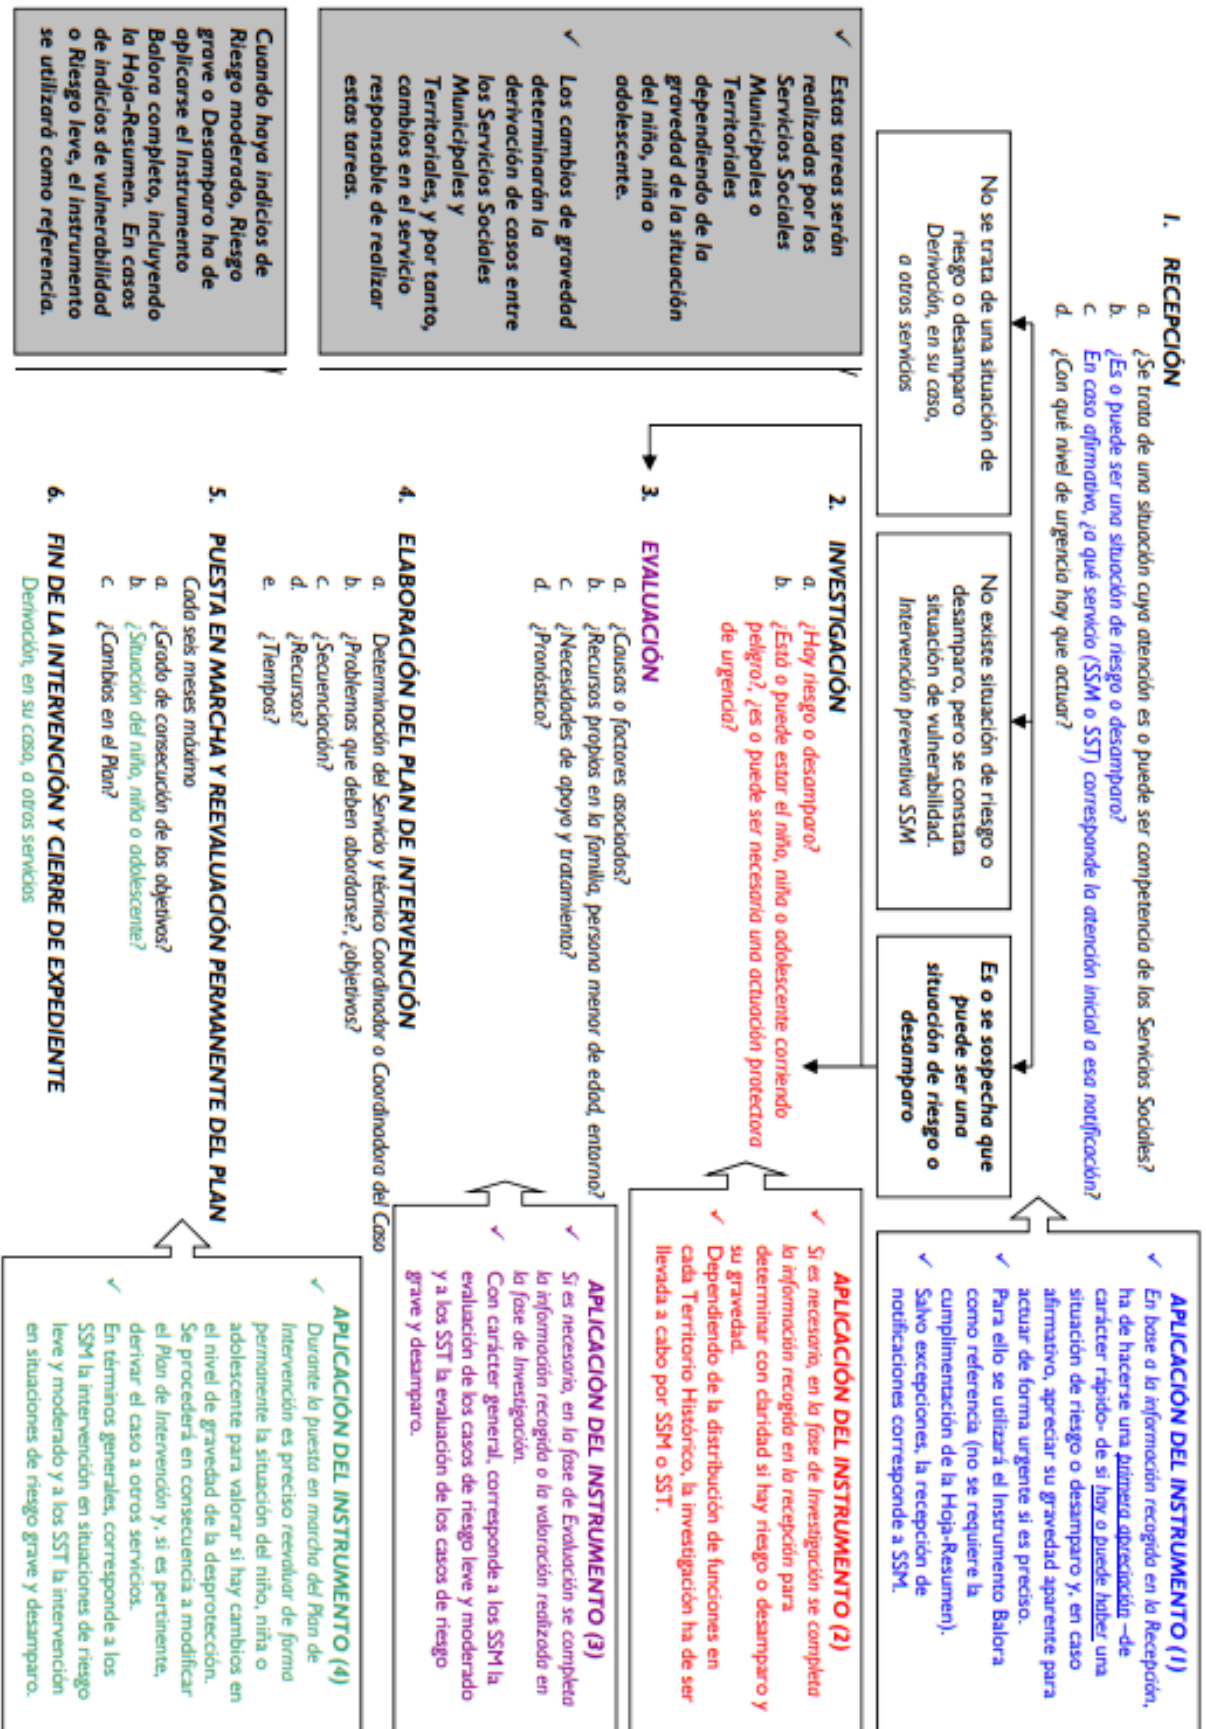 1. RECEPCIÓN
a. ¿Se trata de una situación cuya atención es o puede ser competencia de los Servicios Sociales?
b. ¿Es o puede ser una situación de riesgo o desamparo?
c. En caso afirmativo, ¿a qué servicio (SSM o SST) corresponde la atención inicial a esa notificación?
d. ¿Con qué nivel de urgencia hay que actuar?
No se trata de una situación de
riesgo o desamparo
Derivación, en su caso,
a otros servicios
No existe situación de riesgo o
desamparo, pero se constata
situación de vulnerabilidad.
Intervención preventiva SSM
Es o se sospecha que
puede ser una
situación de riesgo o
desamparo
APLICACIÓN DEL INSTRUMENTO (1)
✓ En base a la información recogida en la Recepción,
ha de hacerse una primera apreciación –de
carácter rápido- de si hay o puede haber una
situación de riesgo o desamparo y, en caso
afirmativo, apreciar su gravedad aparente para
actuar de forma urgente si es preciso.
✓ Para ello se utilizará el Instrumento Balora
como referencia (no se requiere la
cumplimentación de la Hoja-Resumen).
✓ Salvo excepciones, la recepción de
notificaciones corresponde a SSM.
✓ Estas tareas serán
realizadas por los
Servicios Sociales
Municipales o
Territoriales
dependiendo de la
gravedad de la situación
del niño, niña o
adolescente.
✓ Los cambios de gravedad
determinarán la
derivación de casos entre
los Servicios Sociales
Municipales y
Territoriales, y por tanto,
cambios en el servicio
responsable de realizar
estas tareas.
2. INVESTIGACIÓN
a. ¿Hay riesgo o desamparo?
b. ¿Está o puede estar el niño, niña o adolescente corriendo
peligro?, ¿es o puede ser necesaria una actuación protectora
de urgencia?
APLICACIÓN DEL INSTRUMENTO (2)
✓ Si es necesario, en la fase de Investigación se completa
la información recogida en la recepción para
determinar con claridad si hay riesgo o desamparo y
su gravedad.
✓ Dependiendo de la distribución de funciones en
cada Territorio Histórico, la investigación ha de ser
llevada a cabo por SSM o SST.
3. EVALUACIÓN
a. ¿Causas o factores asociados?
b. ¿Recursos propios en la familia, persona menor de edad, entorno?
c. ¿Necesidades de apoyo y tratamiento?
d. ¿Pronóstico?
APLICACIÓN DEL INSTRUMENTO (3)
✓ Si es necesario, en la fase de Evaluación se completa
la información recogida o la valoración realizada en
la fase de Investigación.
✓ Con carácter general, corresponde a los SSM la
evaluación de los casos de riesgo leve y moderado
y a los SST la evaluación de los casos de riesgo
grave y desamparo.
4. ELABORACIÓN DEL PLAN DE INTERVENCIÓN
a. Determinación del Servicio y técnico Coordinador o Coordinadora del Caso
b. ¿Problemas que deben abordarse?, ¿objetivos?
c. ¿Secuenciación?
d. ¿Recursos?
e. ¿Tiempos?
Cuando haya indicios de
Riesgo moderado, Riesgo
grave o Desamparo ha de
aplicarse el Instrumento
Balora completo, incluyendo
la Hoja-Resumen. En casos
de indicios de vulnerabilidad
o Riesgo leve, el instrumento
se utilizará como referencia.
5. PUESTA EN MARCHA Y REEVALUACIÓN PERMANENTE DEL PLAN
Cada seis meses máximo
a. ¿Grado de consecución de los objetivos?
b. ¿Situación del niño, niña o adolescente?
c. ¿Cambios en el Plan?
6. FIN DE LA INTERVENCIÓN Y CIERRE DE EXPEDIENTE
Derivación, en su caso, a otros servicios
APLICACIÓN DEL INSTRUMENTO (4)
✓ Durante la puesta en marcha del Plan de
Intervención es preciso reevaluar de forma
permanente la situación del niño, niña o
adolescente para valorar si hay cambios en
el nivel de gravedad de la desprotección.
Se procederá en consecuencia a modificar
el Plan de Intervención y, si es pertinente,
derivar el caso a otros servicios.
✓ En términos generales, corresponde a los
SSM la intervención en situaciones de riesgo
leve y moderado y a los SST la intervención
en situaciones de riesgo grave y desamparo.